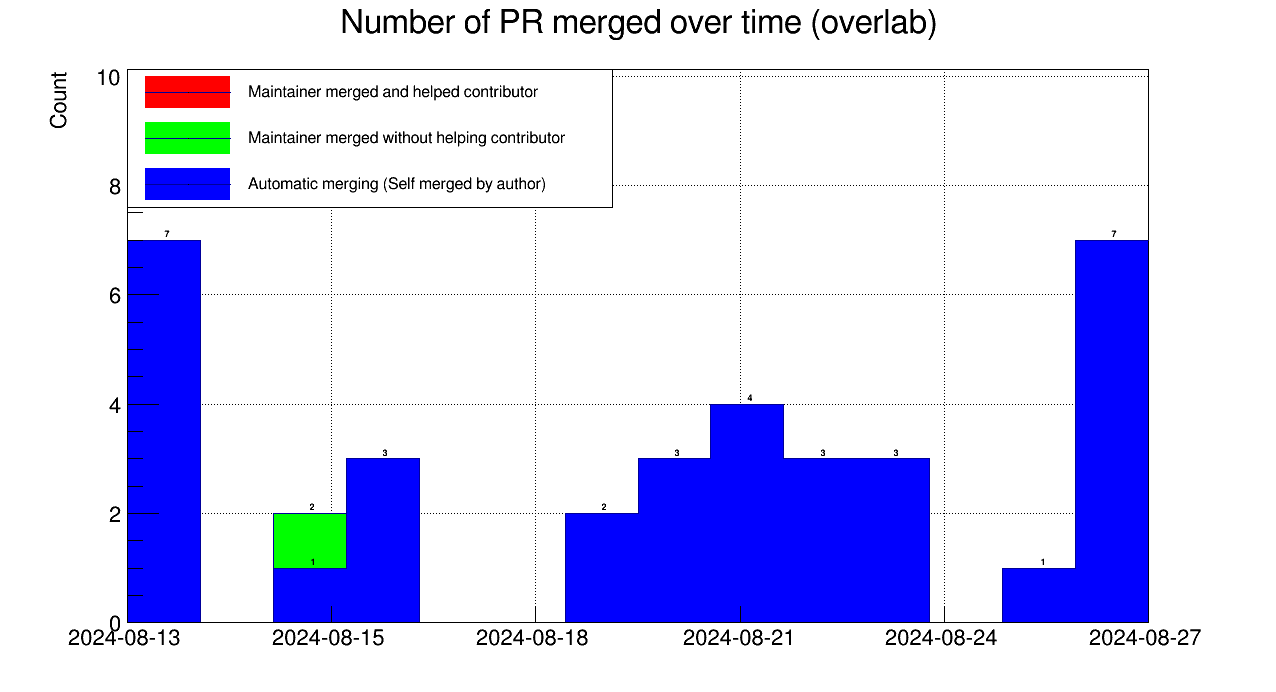 Number of PR merged over time (overlab)
Count
10
8
6
4
2
0
Maintainer merged and helped contributor
Maintainer merged without helping contributor
Automatic merging (Self merged by author)
7
2
1
3
2
3
4
3
3
1
7
2024-08-13 2024-08-15 2024-08-18 2024-08-21 2024-08-24 2024-08-27